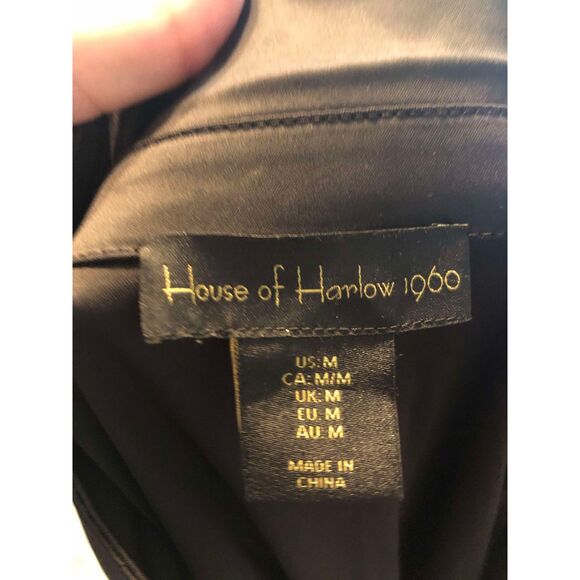 House of Harlow 1960
US: M
CA: M/M
UK: M
EU: M
AU: M
MADE IN
CHINA